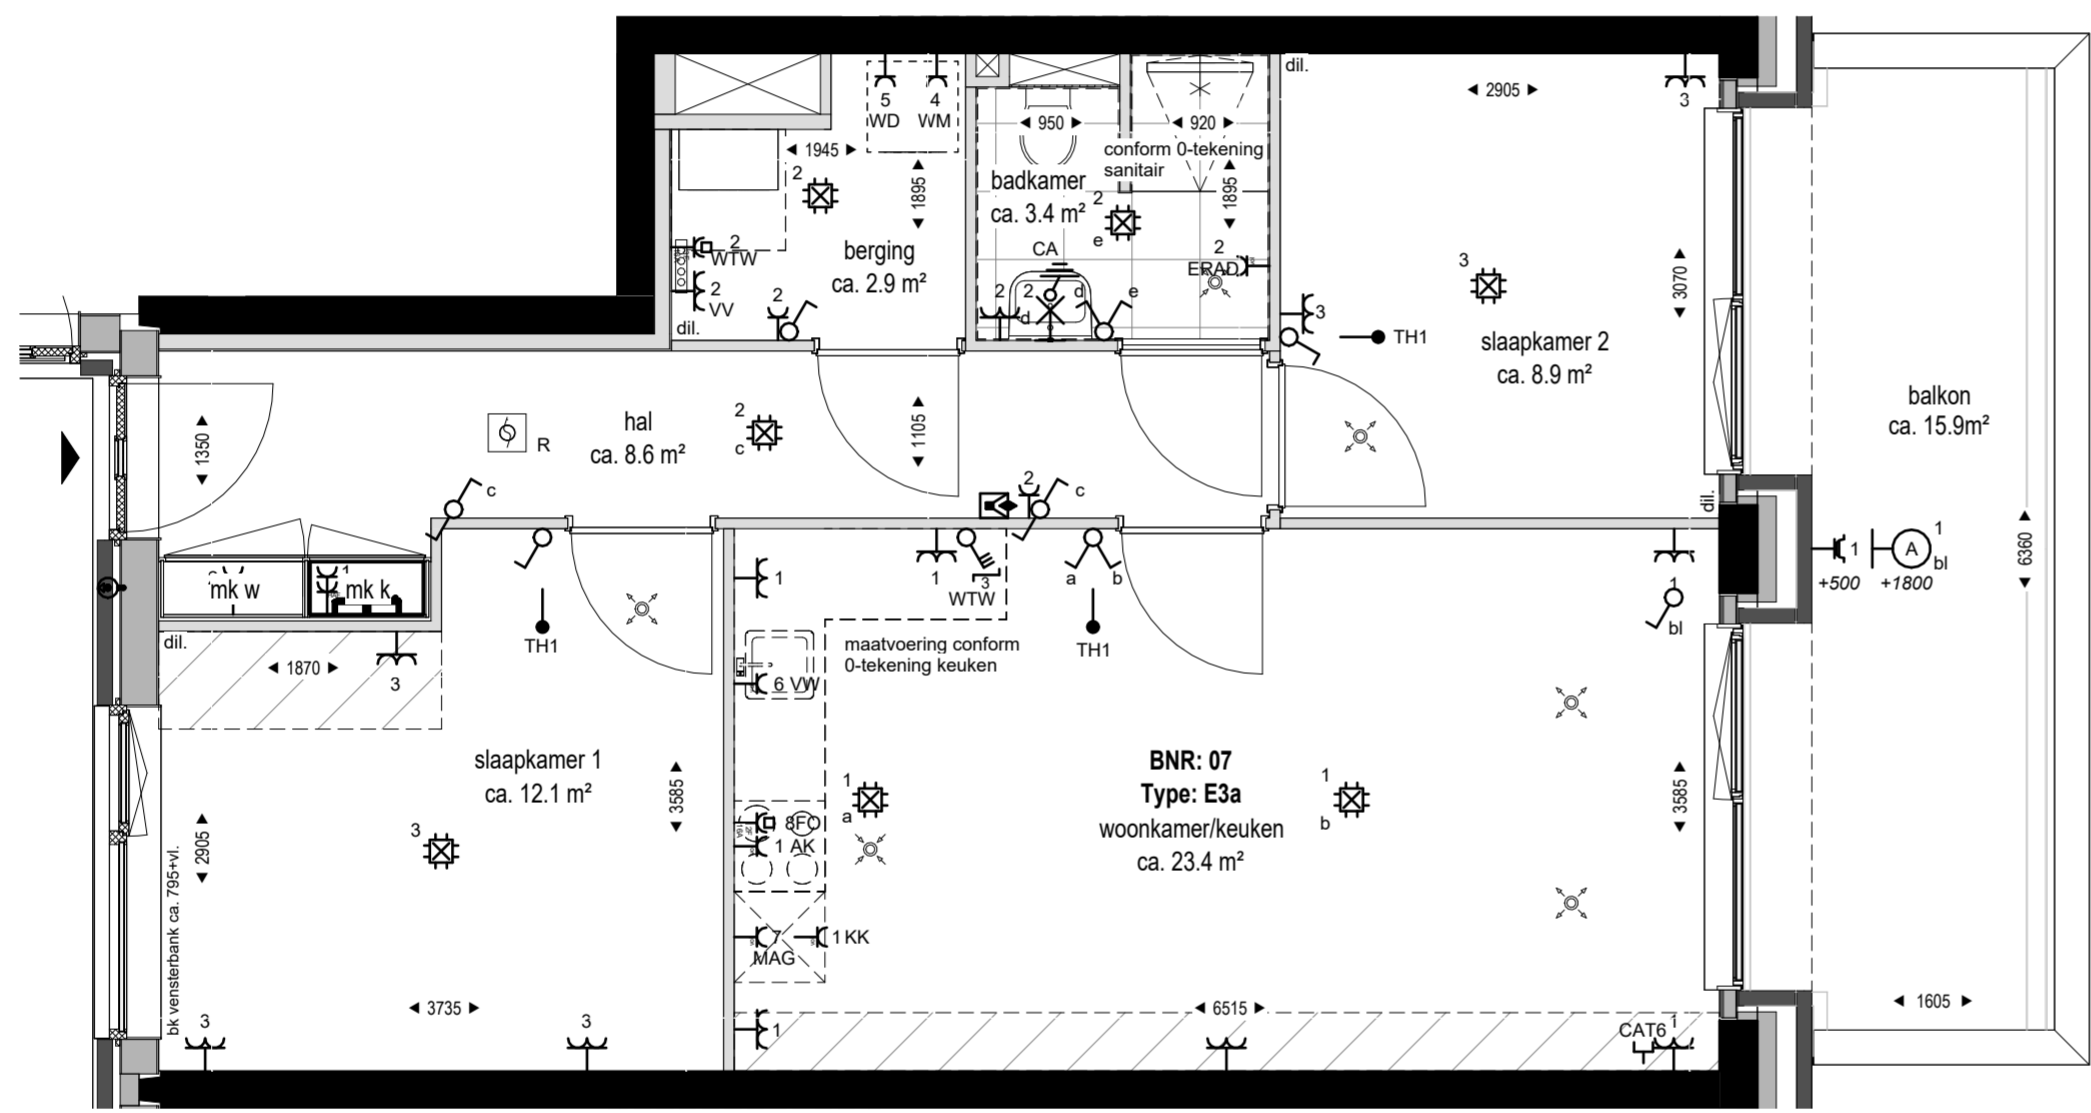 dil.
5
WD
4
WM
950
920
2905
3
1945
conform 0-tekening
sanitair
2
1895
badkamer
ca. 3.4 m²
2
e
1895
berging
ca. 2.9 m²
2
WTW
2
VV
CA
2
ERAD
3
3070
2
dil.
2
2
d
d
e
3
TH1
slaapkamer 2
ca. 8.9 m²
balkon
ca. 15.9m²
1350
R
hal
ca. 8.6 m²
2
c
1105
c
2
c
dil.
1
+500
A
1
bl
+1800
6360
mk w
1
mk k
1
3
WTW
a
b
1
1
bl
TH1
TH1
dil.
1870
3
maatvoering conform
0-tekening keuken
6 VW
slaapkamer 1
ca. 12.1 m²
3585
1
a
BNR: 07
Type: E3a
woonkamer/keuken
ca. 23.4 m²
1
b
3585
8FO
1 AK
3
2905
bk vensterbank ca. 795+vl.
7
MAG
1 KK
3735
6515
1605
3
3
1
CAT6
1